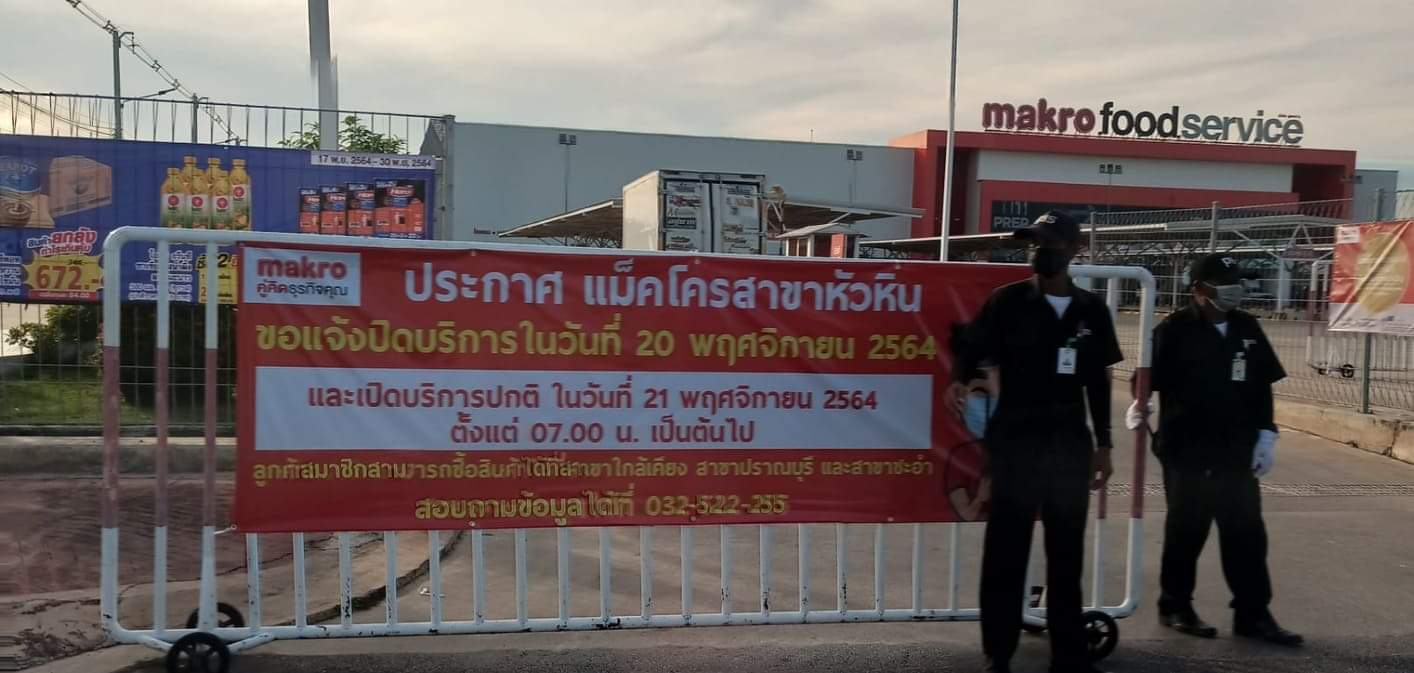 makro foodservice
17 พ.ย. 2564 - 30 พ.ย. 2564
672.-
makro
คู่คิดธุรกิจคุณ
ประกาศ แม็คโครสาขาหัวหิน
ขอแจ้งปิดบริการในวันที่ 20 พฤศจิกายน 2564
และเปิดบริการปกติ ในวันที่ 21 พฤศจิกายน 2564
ตั้งแต่ 07.00 น. เป็นต้นไป
ลูกค้าสมาชิกสามารถซื้อสินค้าได้ที่สาขาใกล้เคียง สาขาปราณบุรี และสาขาชะอำ
สอบถามข้อมูลได้ที่ 032-522-255